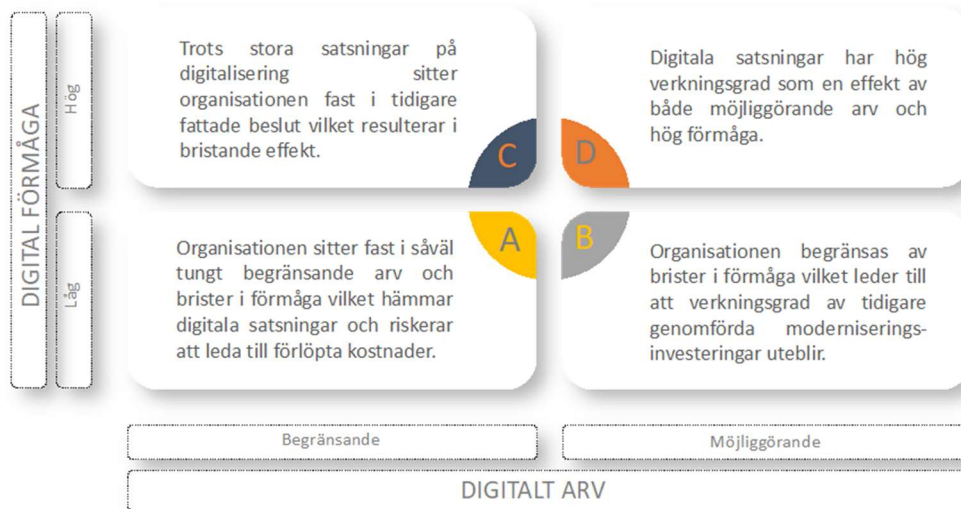 DIGITAL FÖRMÅGA
Hög
Trots stora satsningar på
digitalisering sitter
organisationen fast i tidigare
fattade beslut vilket resulterar i
bristande effekt.
C
Digitala satsningar har hög
verkningsgrad som en effekt av
både möjliggörande arv och
hög förmåga.
D
Låg
Organisationen sitter fast i såväl
tungt begränsande arv och
brister i förmåga vilket hämmar
digitala satsningar och riskerar
att leda till förlöpta kostnader.
A
Organisationen begränsas av
brister i förmåga vilket leder till
att verkningsgrad av tidigare
genomförda moderniserings-
investeringar uteblir.
B
Begränsande
Möjliggörande
DIGITALT ARV